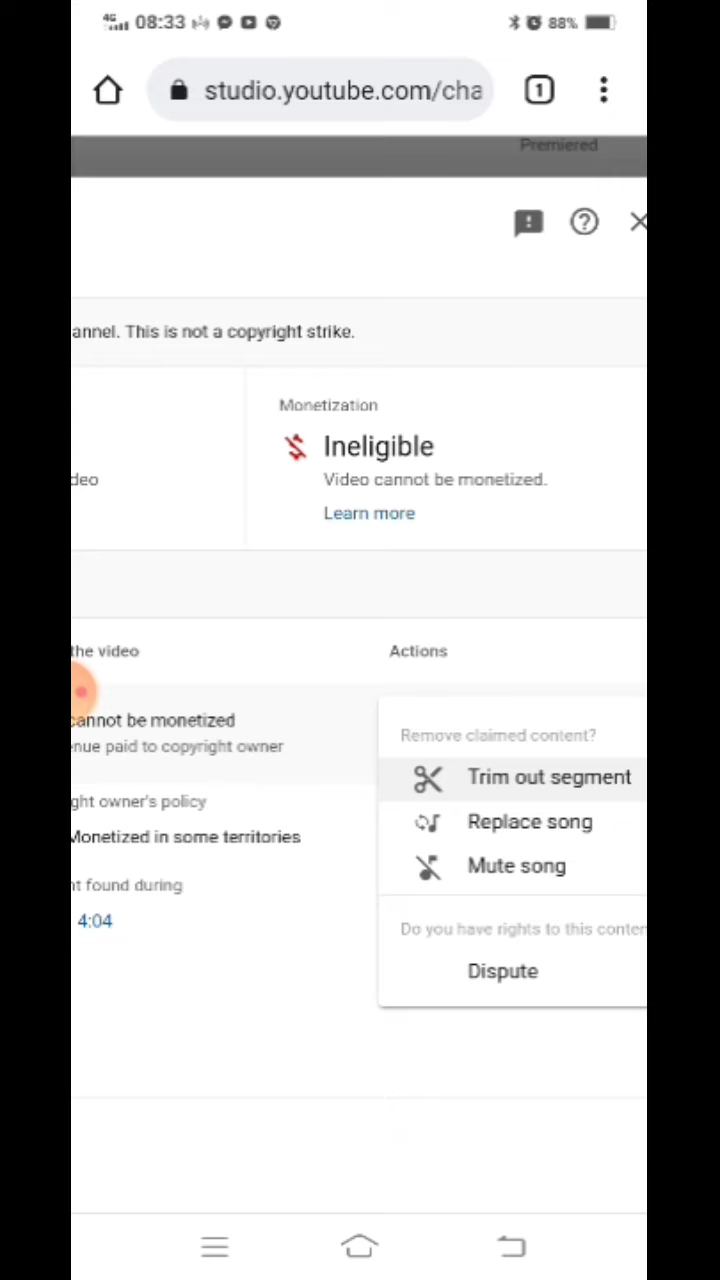 4G 08:33 88%
studio.youtube.com/cha 1
Premiered
annel. This is not a copyright strike.
Monetization
Ineligible
deo
Video cannot be monetized.
Learn more
the video
Actions
cannot be monetized
enue paid to copyright owner
ght owner's policy
Monetized in some territories
nt found during
4:04
Remove claimed content?
Trim out segment
Replace song
Mute song
Do you have rights to this conten
Dispute